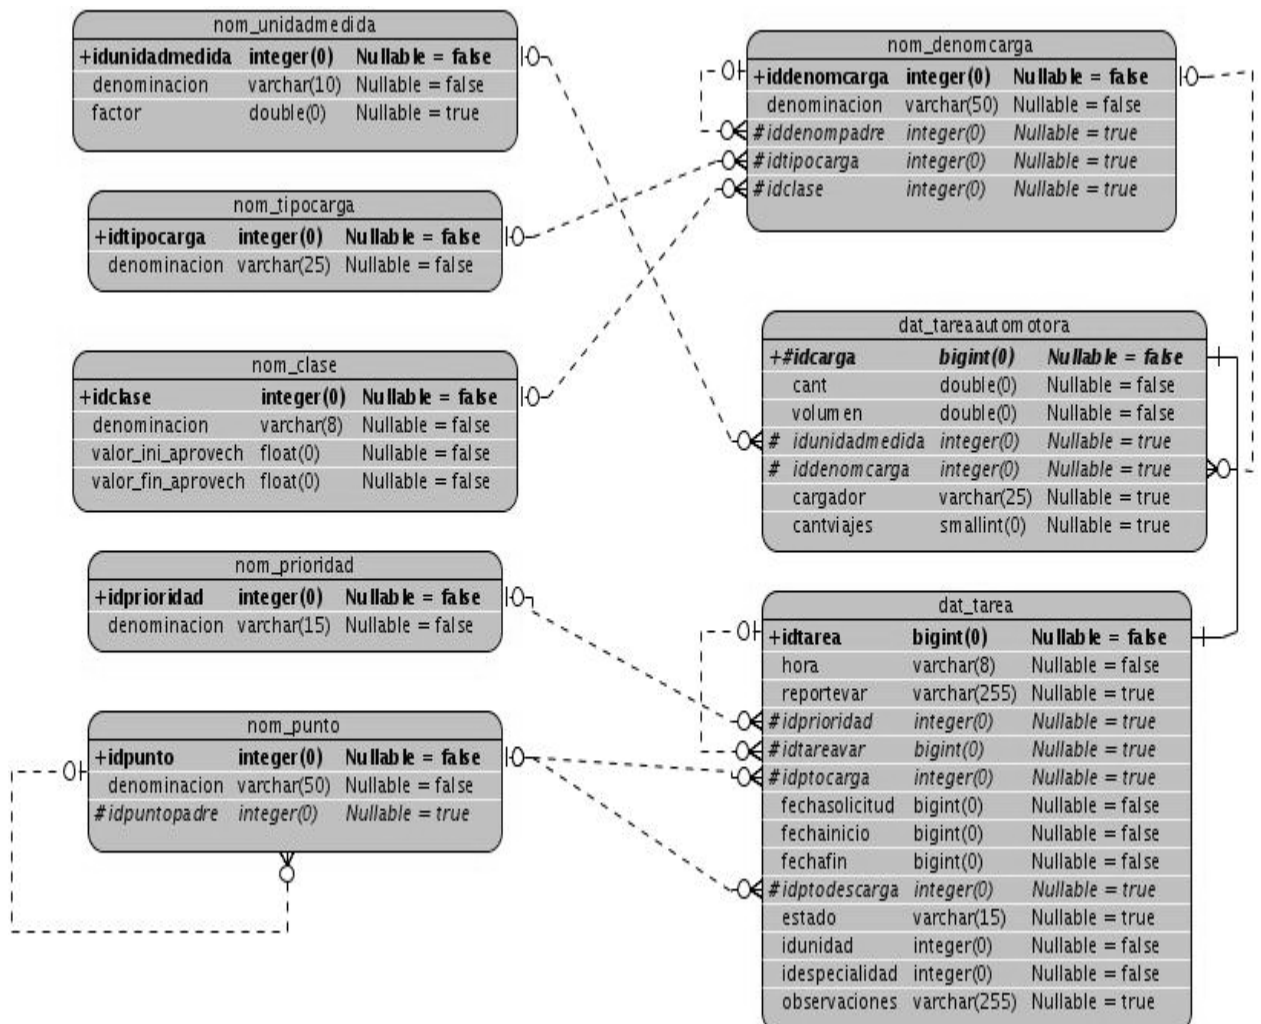 nom_unidadmedida
+idunidadmedida integer(0) Nullable = false
denominacion varchar(10) Nullable = false
factor double(0) Nullable = true
nom_tipocarga
+idtipocarga integer(0) Nullable = false
denominacion varchar(25) Nullable = false
nom_clase
+idclase integer(0) Nullable = false
denominacion varchar(8) Nullable = false
valor_ini_aprovech float(0) Nullable = false
valor_fin_aprovech float(0) Nullable = false
nom_prioridad
+idprioridad integer(0) Nullable = false
denominacion varchar(15) Nullable = false
nom_punto
+idpunto integer(0) Nullable = false
denominacion varchar(50) Nullable = false
#idpuntopadre integer(0) Nullable = true
nom_denomcarga
+iddenomcarga integer(0) Nullable = false
denominacion varchar(50) Nullable = false
#iddenompadre integer(0) Nullable = true
#idtipocarga integer(0) Nullable = true
#idclase integer(0) Nullable = true
dat_tareaautomotora
+#idcarga bigint(0) Nullable = false
cant double(0) Nullable = false
volumen double(0) Nullable = false
# idunidadmedida integer(0) Nullable = true
# iddenomcarga integer(0) Nullable = true
cargador varchar(25) Nullable = true
cantviajes smallint(0) Nullable = true
dat_tarea
+idtarea bigint(0) Nullable = false
hora varchar(8) Nullable = false
reportevar varchar(255) Nullable = true
#idprioridad integer(0) Nullable = true
#idtareavar bigint(0) Nullable = true
#idptocarga integer(0) Nullable = true
fechasolicitud bigint(0) Nullable = false
fechainicio bigint(0) Nullable = false
fechafin bigint(0) Nullable = false
#idptodescarga integer(0) Nullable = true
estado varchar(15) Nullable = true
idunidad integer(0) Nullable = false
idespecialidad integer(0) Nullable = false
observaciones varchar(255) Nullable = true